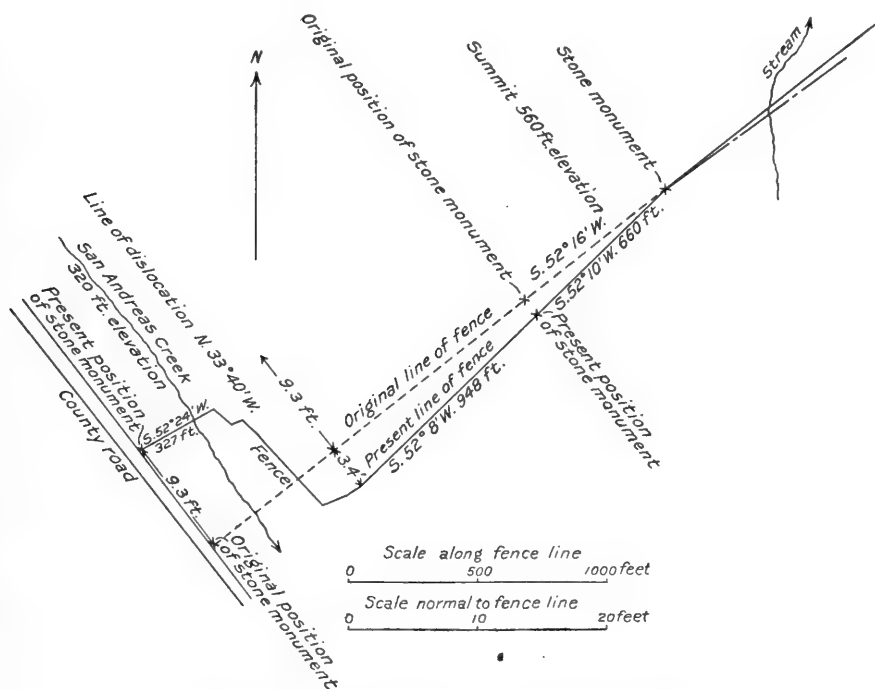 N
Original position of stone monument
Summit 560 ft. elevation
Stone monument
Stream
Line of dislocation N. 33° 40' W.
San Andreas Creek
320 ft. elevation
Present position
of stone monument
County road
S. 52° 24' W.
327 ft.
9.3 ft.
Fence
Original position
of stone monument
9.3 ft.
3.4'
Original line of fence
Present line of fence
S. 52° 8' W. 948 ft.
S. 52° 16' W.
S. 52° 10' W. 660 ft.
Present position
of stone monument
Scale along fence line
0 500 1000 feet
Scale normal to fence line
0 10 20 feet